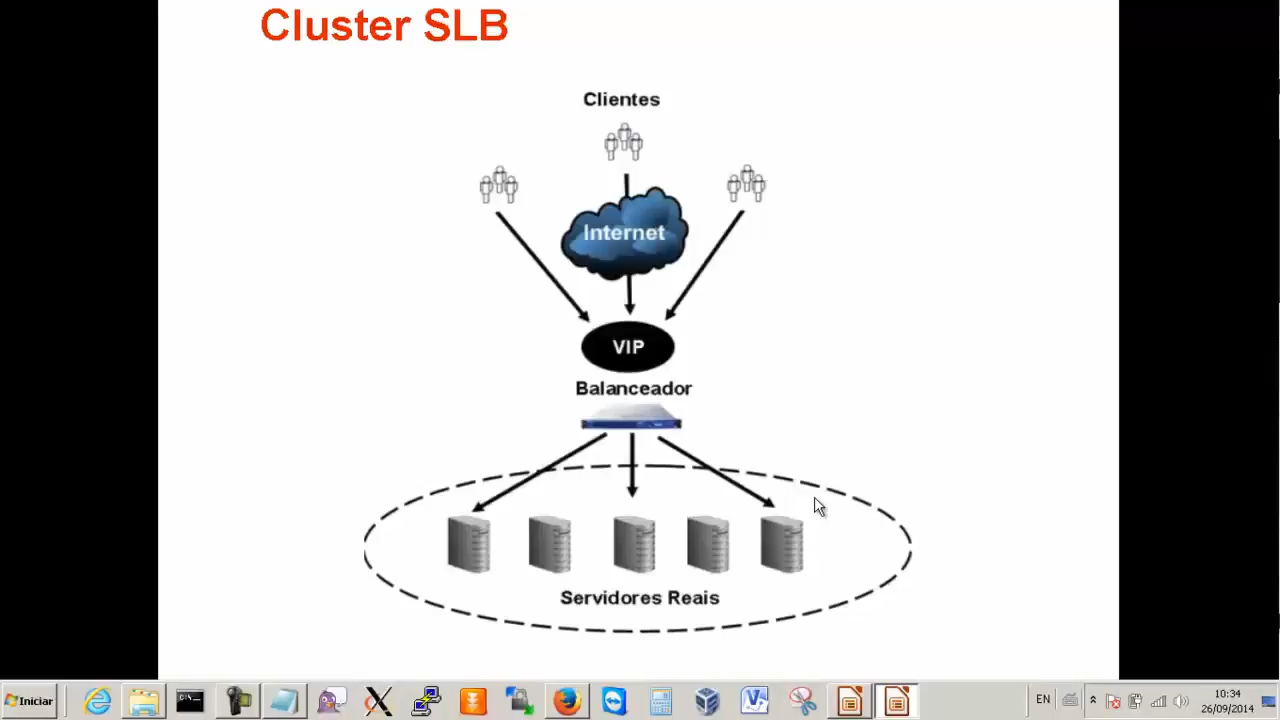 Cluster SLB
Clientes
Internet
VIP
Balanceador
Servidores Reais
Iniciar
EN
10:34
26/09/2014